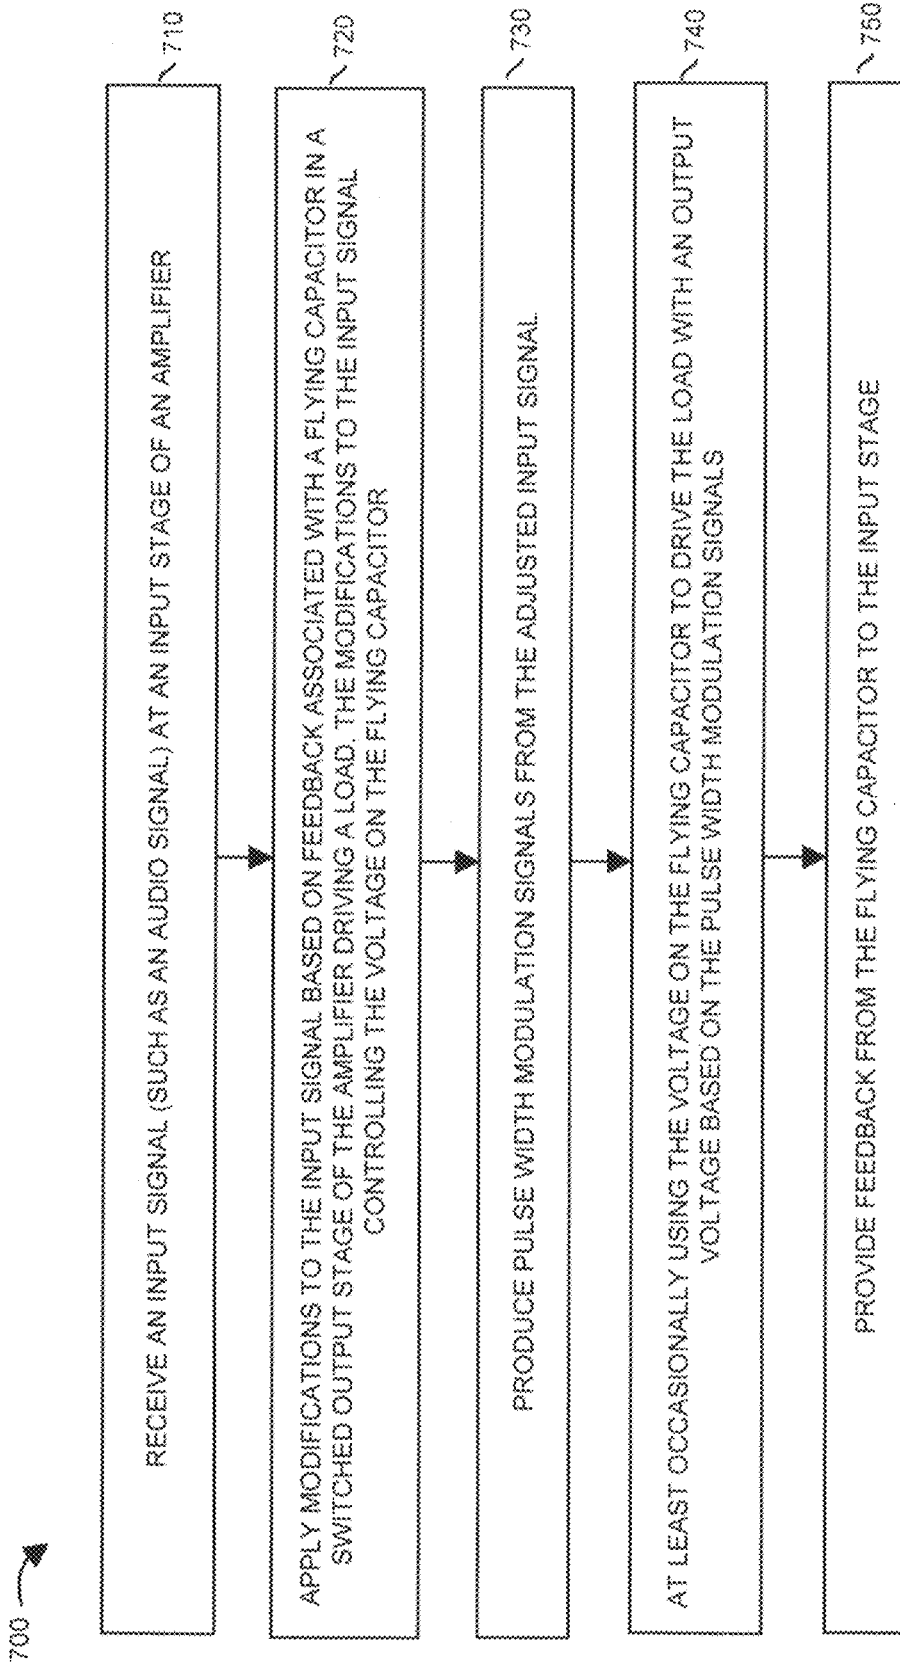 700
RECEIVE AN INPUT SIGNAL (SUCH AS AN AUDIO SIGNAL) AT AN INPUT STAGE OF AN AMPLIFIER
710
APPLY MODIFICATIONS TO THE INPUT SIGNAL BASED ON FEEDBACK ASSOCIATED WITH A FLYING CAPACITOR IN A
SWITCHED OUTPUT STAGE OF THE AMPLIFIER DRIVING A LOAD, THE MODIFICATIONS TO THE INPUT SIGNAL
CONTROLLING THE VOLTAGE ON THE FLYING CAPACITOR
720
PRODUCE PULSE WIDTH MODULATION SIGNALS FROM THE ADJUSTED INPUT SIGNAL
730
AT LEAST OCCASIONALLY USING THE VOLTAGE ON THE FLYING CAPACITOR TO DRIVE THE LOAD WITH AN OUTPUT
VOLTAGE BASED ON THE PULSE WIDTH MODULATION SIGNALS
740
PROVIDE FEEDBACK FROM THE FLYING CAPACITOR TO THE INPUT STAGE
750